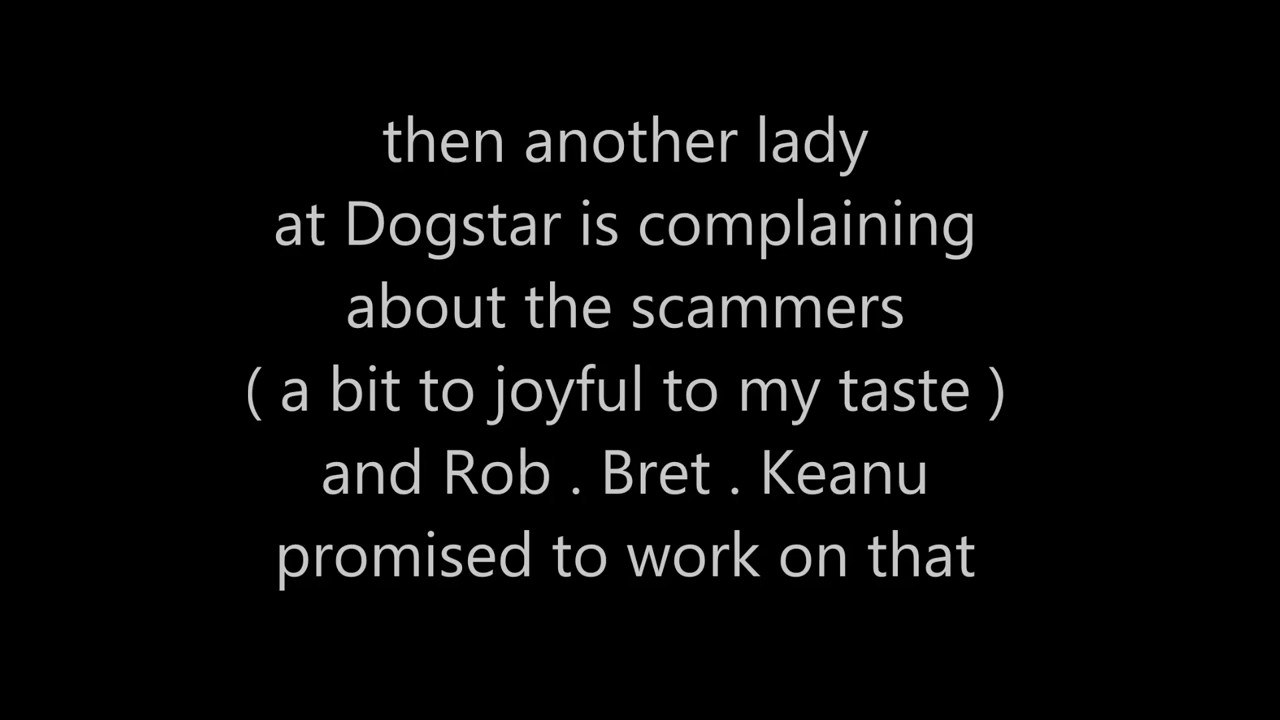 then another lady
at Dogstar is complaining
about the scammers
( a bit to joyful to my taste )
and Rob . Bret . Keanu
promised to work on that